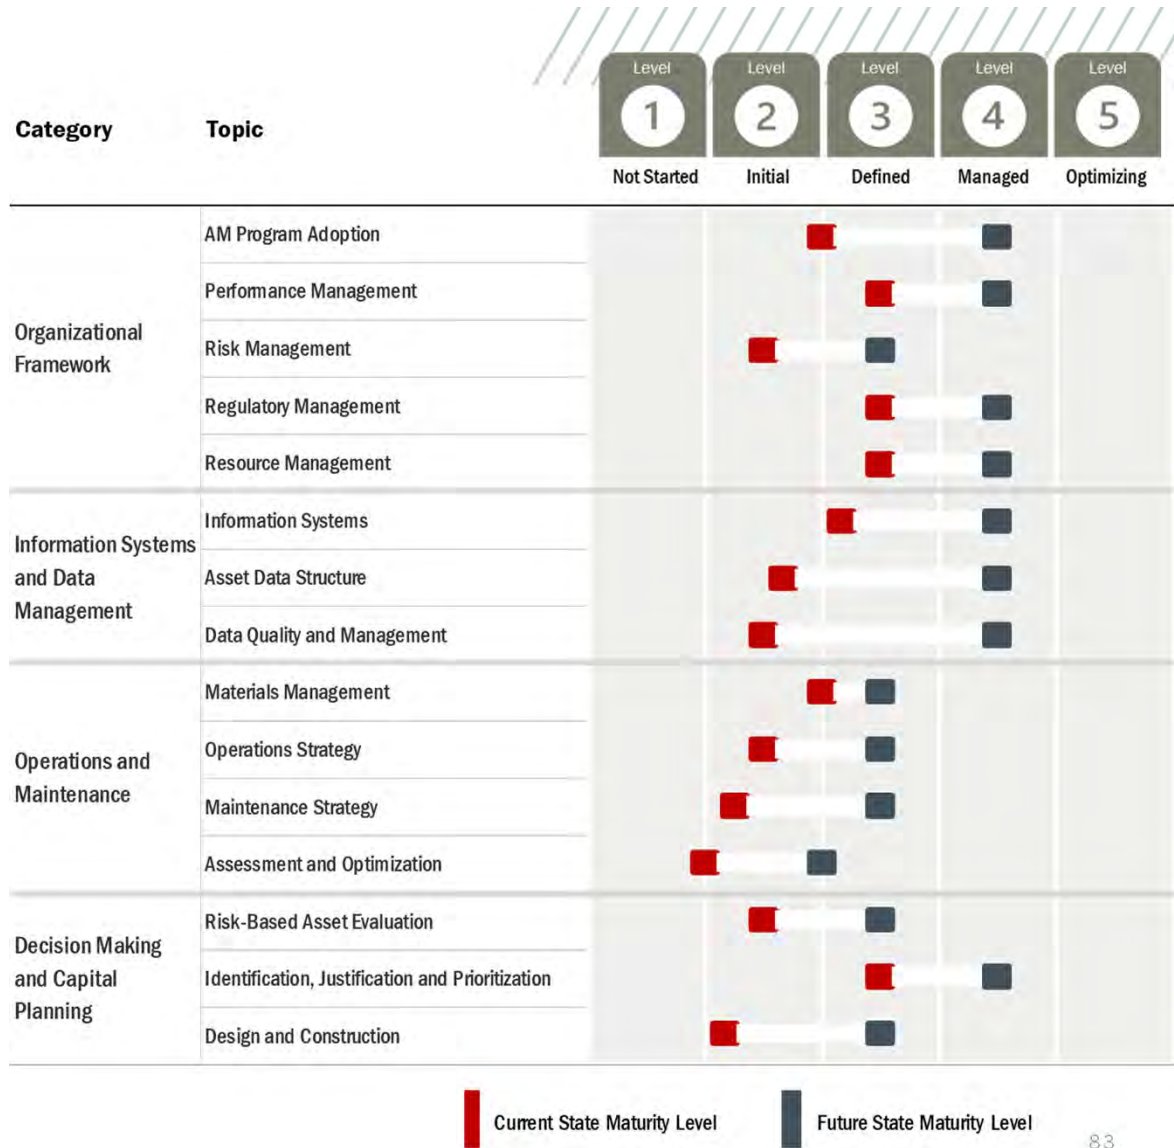 Category
Topic
Level
1
Not Started
Level
2
Initial
Level
3
Defined
Level
4
Managed
Level
5
Optimizing
Organizational
Framework
AM Program Adoption
Performance Management
Risk Management
Regulatory Management
Resource Management
Information Systems
and Data
Management
Information Systems
Asset Data Structure
Data Quality and Management
Operations and
Maintenance
Materials Management
Operations Strategy
Maintenance Strategy
Assessment and Optimization
Decision Making
and Capital
Planning
Risk-Based Asset Evaluation
Identification, Justification and Prioritization
Design and Construction
Current State Maturity Level
Future State Maturity Level
83